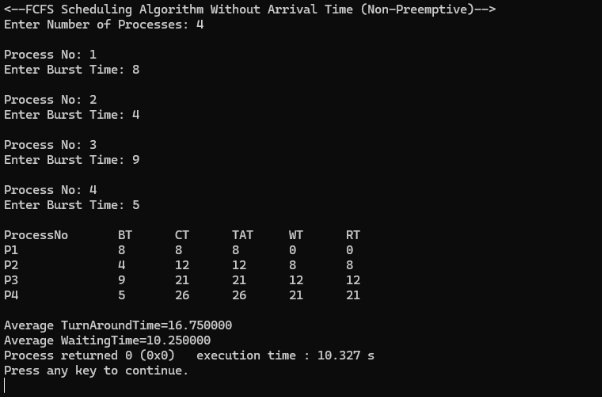 <--FCFS Scheduling Algorithm Without Arrival Time (Non-Preemptive)-->
Enter Number of Processes: 4
Process No: 1
Enter Burst Time: 8
Process No: 2
Enter Burst Time: 4
Process No: 3
Enter Burst Time: 9
Process No: 4
Enter Burst Time: 5
ProcessNo BT CT TAT WT RT
P1 8 8 8 0 0
P2 4 12 12 8 8
P3 9 21 21 12 12
P4 5 26 26 21 21
Average TurnAroundTime=16.750000
Average WaitingTime=10.250000
Process returned 0 (0x0) execution time : 10.327 s
Press any key to continue.